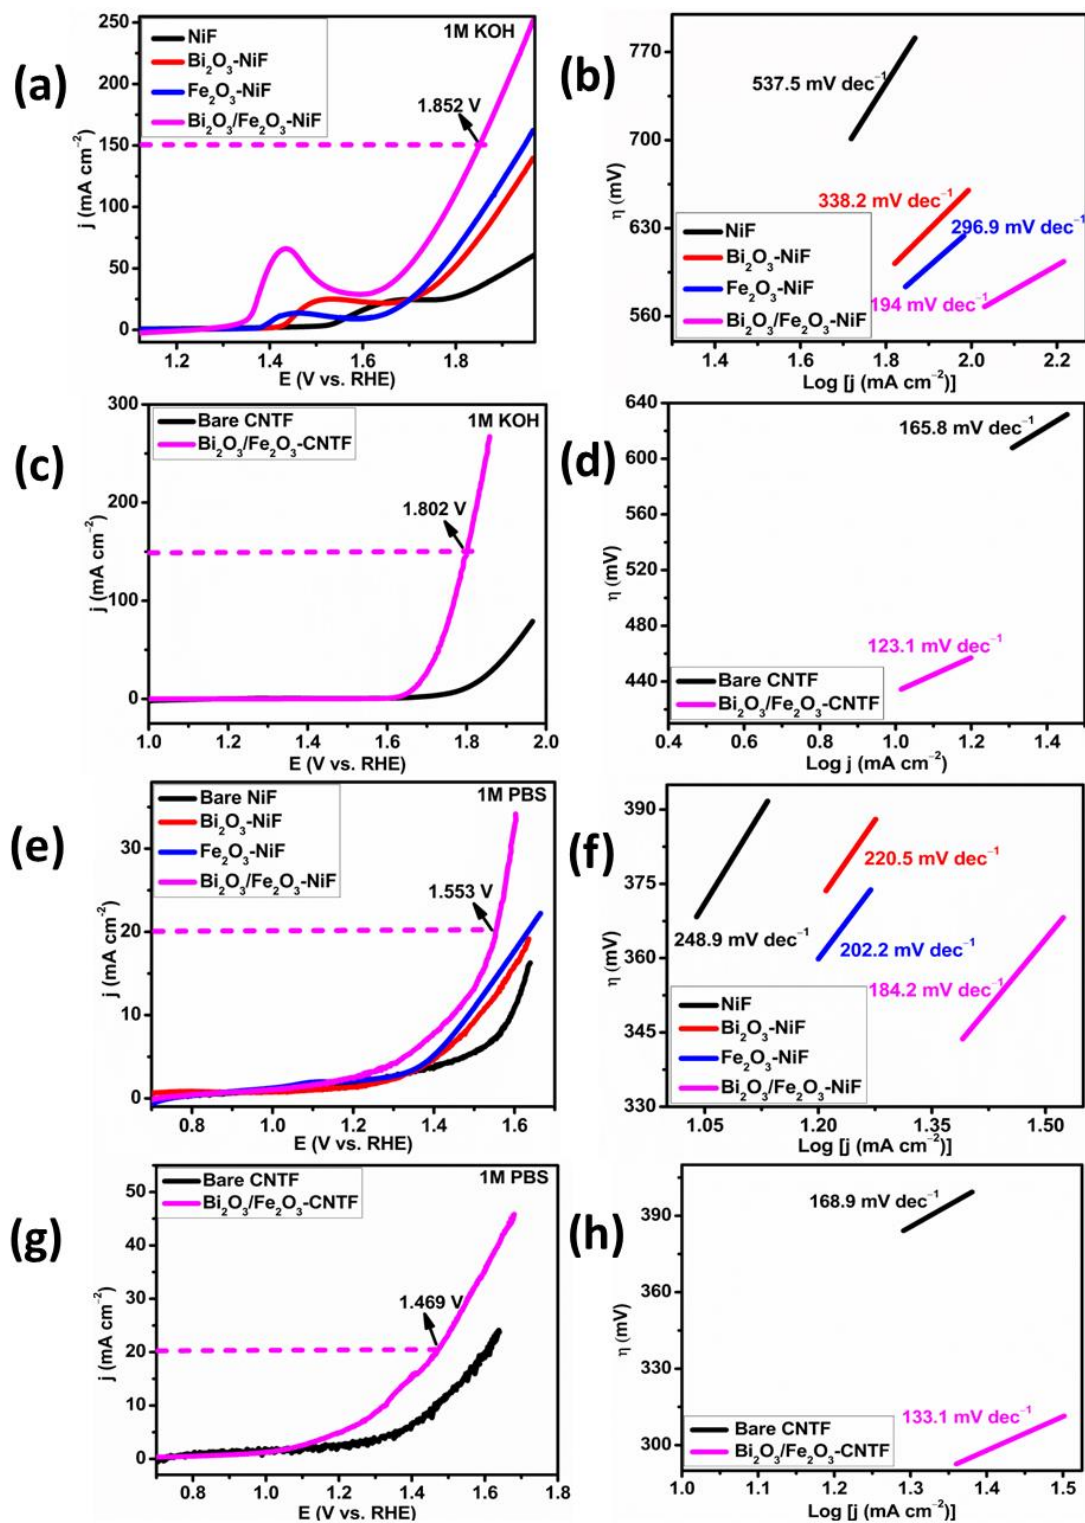 (a)
250
200
150
100
50
0
j (mA cm⁻²)
NiF
Bi₂O₃-NiF
Fe₂O₃-NiF
Bi₂O₃/Fe₂O₃-NiF
1M KOH
1.852 V
1.2 1.4 1.6 1.8
E (V vs. RHE)
(b)
770
700
630
560
η (mV)
537.5 mV dec⁻¹
338.2 mV dec⁻¹
296.9 mV dec⁻¹
194 mV dec⁻¹
NiF
Bi₂O₃-NiF
Fe₂O₃-NiF
Bi₂O₃/Fe₂O₃-NiF
1.4 1.6 1.8 2.0 2.2
Log [j (mA cm⁻²)]
(c)
300
200
100
0
j (mA cm⁻²)
Bare CNTF
Bi₂O₃/Fe₂O₃-CNTF
1M KOH
1.802 V
1.0 1.2 1.4 1.6 1.8 2.0
E (V vs. RHE)
(d)
640
600
560
520
480
440
η (mV)
165.8 mV dec⁻¹
123.1 mV dec⁻¹
Bare CNTF
Bi₂O₃/Fe₂O₃-CNTF
0.4 0.6 0.8 1.0 1.2 1.4
Log j (mA cm⁻²)
(e)
30
20
10
0
j (mA cm⁻²)
Bare NiF
Bi₂O₃-NiF
Fe₂O₃-NiF
Bi₂O₃/Fe₂O₃-NiF
1M PBS
1.553 V
0.8 1.0 1.2 1.4 1.6
E (V vs. RHE)
(f)
390
375
360
345
330
η (mV)
220.5 mV dec⁻¹
248.9 mV dec⁻¹
202.2 mV dec⁻¹
184.2 mV dec⁻¹
NiF
Bi₂O₃-NiF
Fe₂O₃-NiF
Bi₂O₃/Fe₂O₃-NiF
1.05 1.20 1.35 1.50
Log [j (mA cm⁻²)]
(g)
50
40
30
20
10
0
j (mA cm⁻²)
Bare CNTF
Bi₂O₃/Fe₂O₃-CNTF
1M PBS
1.469 V
0.8 1.0 1.2 1.4 1.6 1.8
E (V vs. RHE)
(h)
390
360
330
300
η (mV)
168.9 mV dec⁻¹
133.1 mV dec⁻¹
Bare CNTF
Bi₂O₃/Fe₂O₃-CNTF
1.0 1.1 1.2 1.3 1.4 1.5
Log [j (mA cm⁻²)]